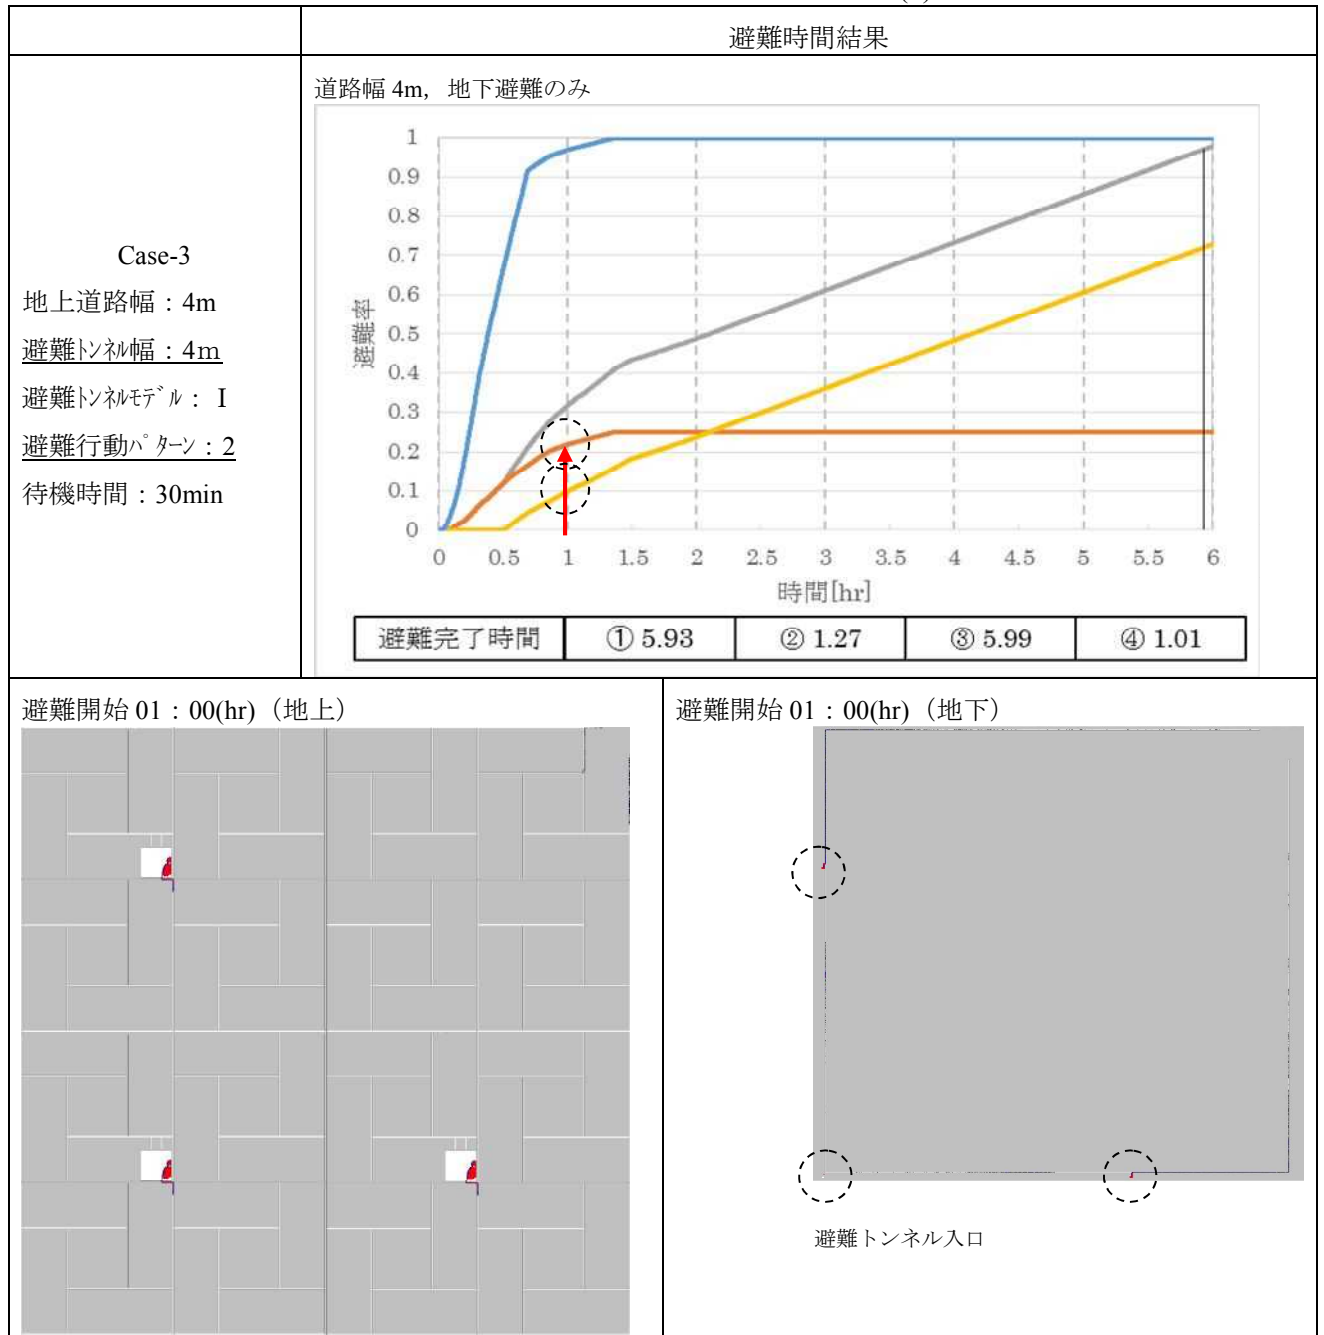 避難時間結果
Case-3
地上道路幅：4m
避難ﾄﾝﾈﾙ幅：4ｍ
避難ﾄﾝﾈﾙﾓﾃﾞﾙ：Ⅰ
避難行動ﾊﾟﾀｰﾝ：2
待機時間：30min
道路幅 4m，地下避難のみ
避難率
1
0.9
0.8
0.7
0.6
0.5
0.4
0.3
0.2
0.1
0
0 0.5 1 1.5 2 2.5 3 3.5 4 4.5 5 5.5 6
時間[hr]
避難完了時間 ① 5.93 ② 1.27 ③ 5.99 ④ 1.01
避難開始 01：00(hr)（地上）
避難開始 01：00(hr)（地下）
避難トンネル入口